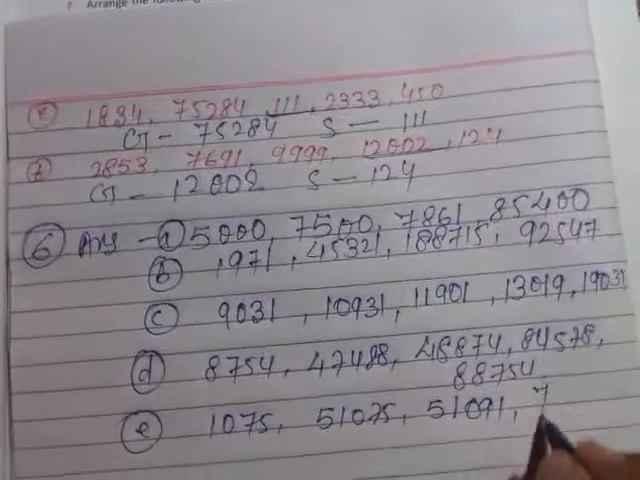 Arrange the following
(e) 1834, 75284, 111, 2333, 450
G - 75284 S - 111
(f) 2853, 7691, 9999, 12002, 124
G - 12002 S - 124
(6) Ans - (a) 5000, 7500, 7861, 85400
(b) 1971, 45321, 188715, 92547
(c) 9031, 10931, 11901, 13019, 19031
(d) 8754, 47488, 48874, 84578,
88754
(e) 1075, 51075, 51091, 7